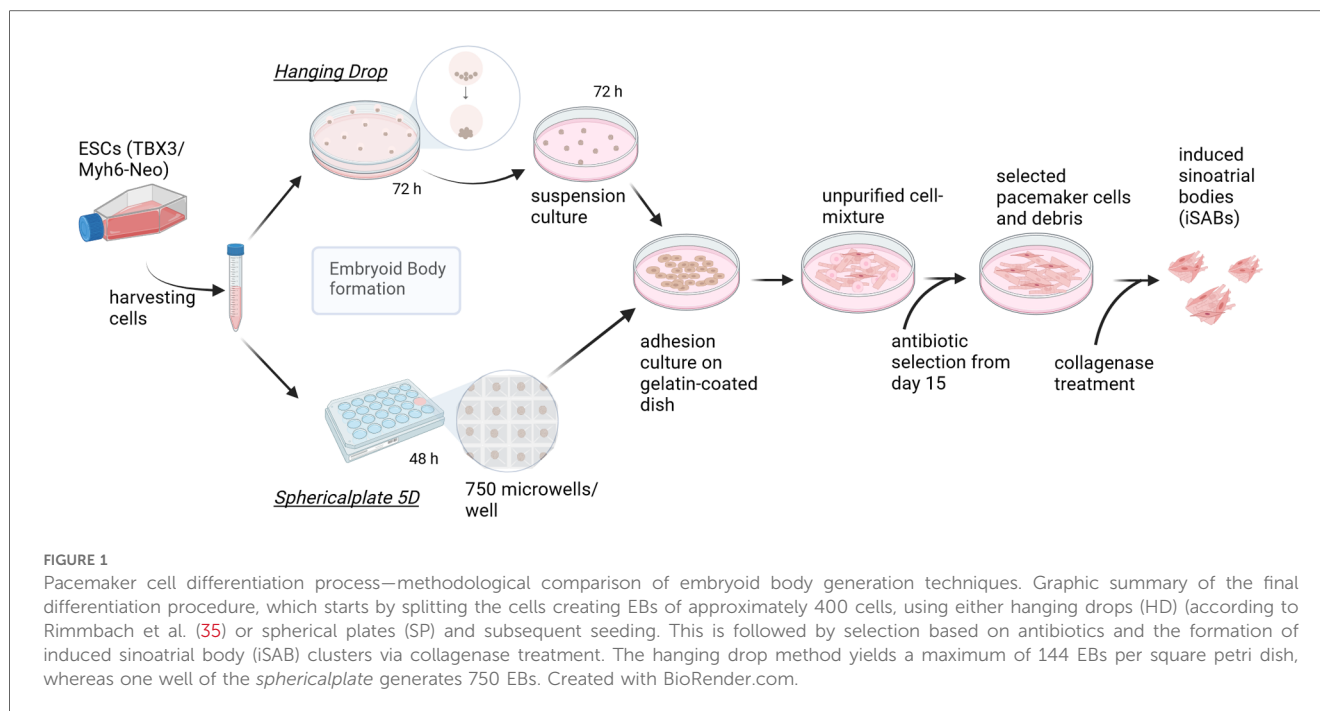 Hanging Drop
72 h
ESCs (TBX3/
Myh6-Neo)
72 h
suspension
culture
harvesting
cells
Embryoid Body
formation
Sphericalplate 5D
48 h
750 microwells/
well
adhesion
culture on
gelatin-coated
dish
unpurified cell-
mixture
antibiotic
selection from
day 15
selected
pacemaker cells
and debris
collagenase
treatment
induced
sinoatrial
bodies
(iSABs)
FIGURE 1
Pacemaker cell differentiation process—methodological comparison of embryoid body generation techniques. Graphic summary of the final
differentiation procedure, which starts by splitting the cells creating EBs of approximately 400 cells, using either hanging drops (HD) (according to
Rimmbach et al. (35) or spherical plates (SP) and subsequent seeding. This is followed by selection based on antibiotics and the formation of
induced sinoatrial body (iSAB) clusters via collagenase treatment. The hanging drop method yields a maximum of 144 EBs per square petri dish,
whereas one well of the sphericalplate generates 750 EBs. Created with BioRender.com.